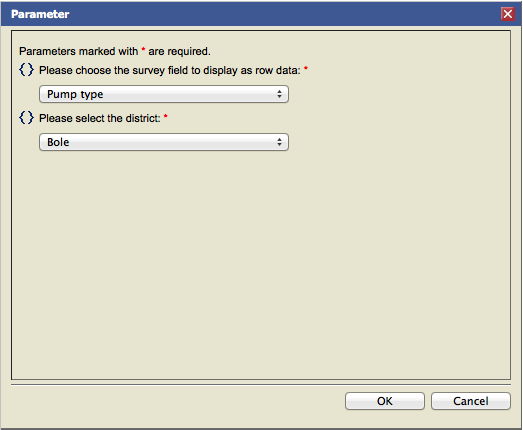 Parameter
Parameters marked with * are required.
{} Please choose the survey field to display as row data: *
Pump type
{} Please select the district: *
Bole
OK Cancel